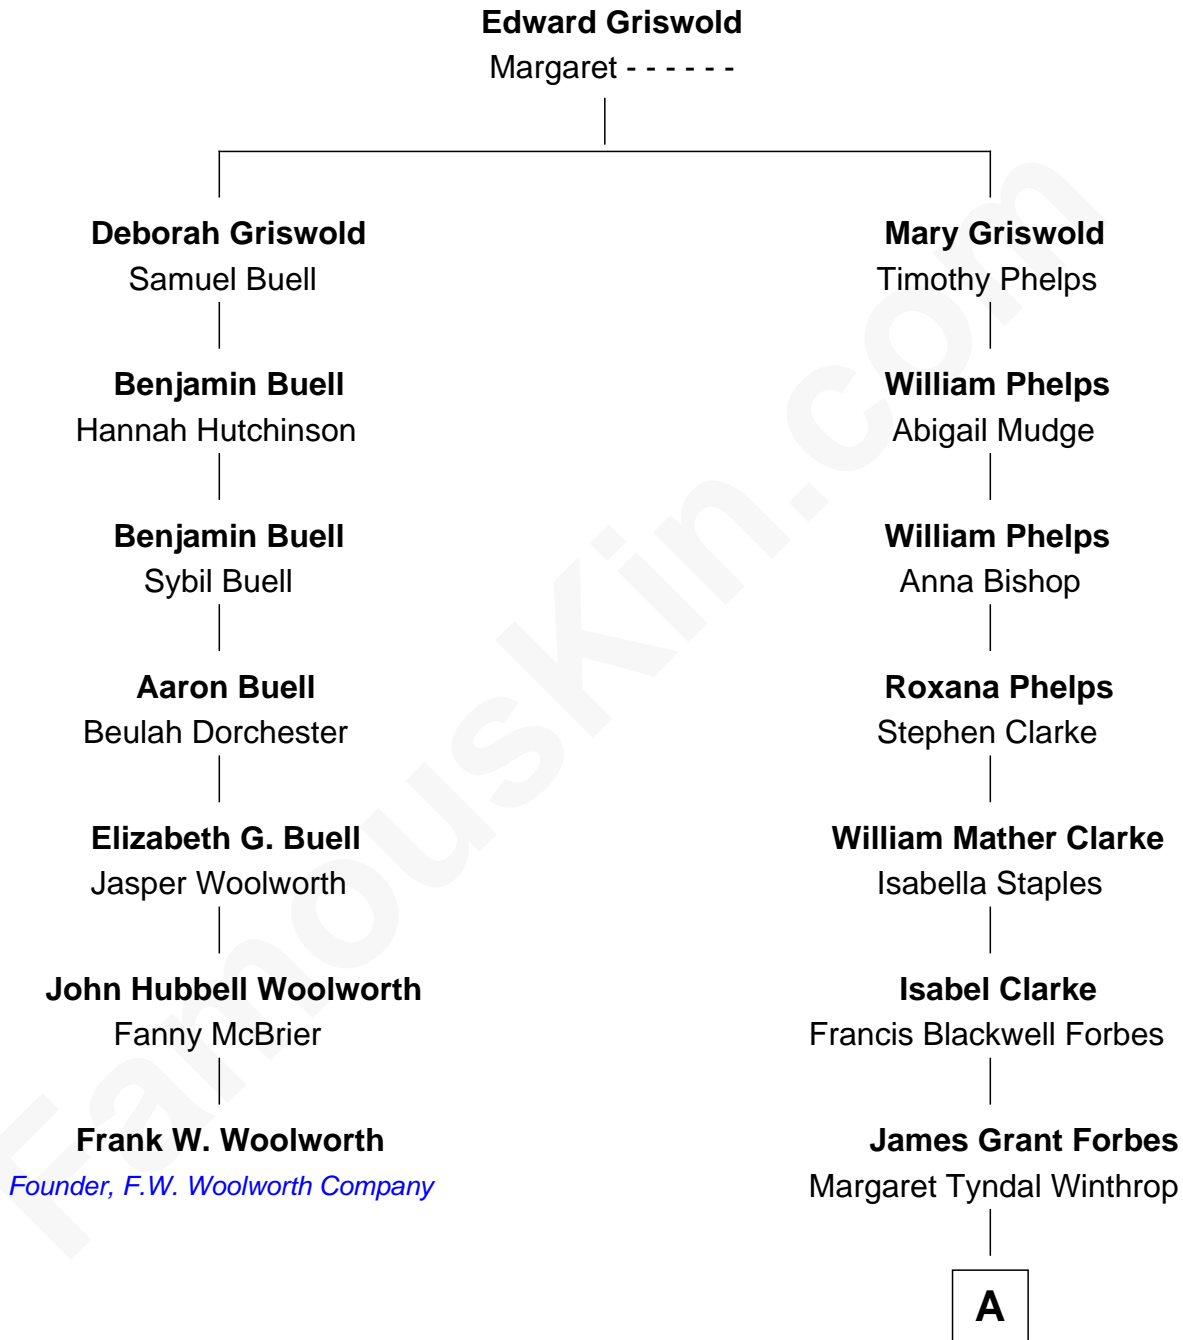 Edward Griswold
Margaret - - - - - -
Deborah Griswold
Samuel Buell
Mary Griswold
Timothy Phelps
Benjamin Buell
Hannah Hutchinson
William Phelps
Abigail Mudge
Benjamin Buell
Sybil Buell
William Phelps
Anna Bishop
Aaron Buell
Beulah Dorchester
Roxana Phelps
Stephen Clarke
Elizabeth G. Buell
Jasper Woolworth
William Mather Clarke
Isabella Staples
John Hubbell Woolworth
Fanny McBrier
Isabel Clarke
Francis Blackwell Forbes
Frank W. Woolworth
Founder, F.W. Woolworth Company
James Grant Forbes
Margaret Tyndal Winthrop
A
FamousKin.com